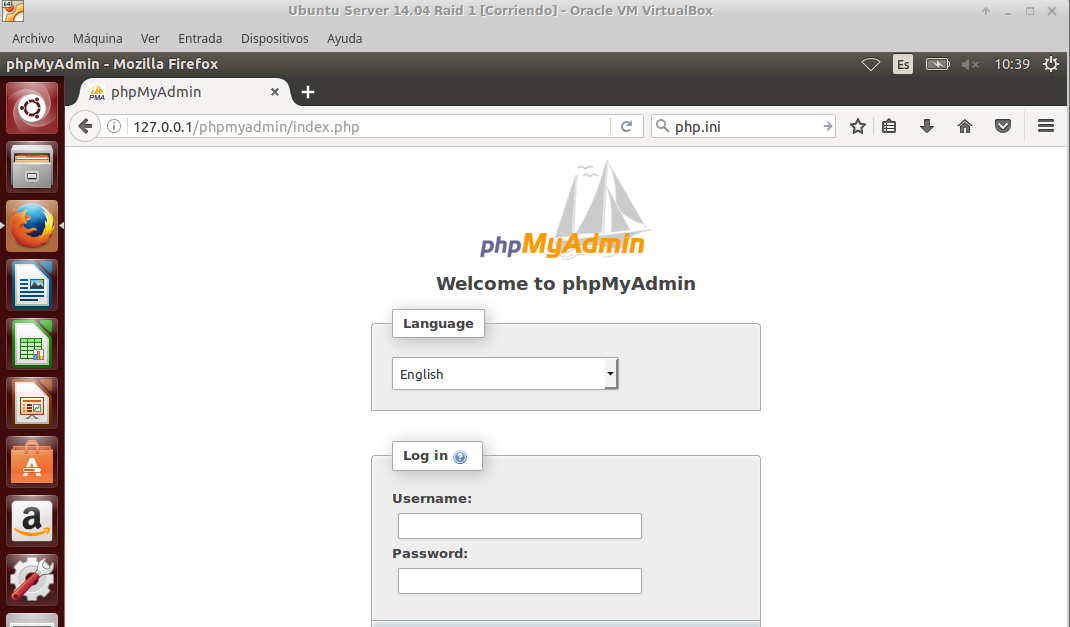 Ubuntu Server 14.04 Raid 1 [Corriendo] - Oracle VM VirtualBox
Archivo Máquina Ver Entrada Dispositivos Ayuda
phpMyAdmin - Mozilla Firefox Es 10:39
PMA phpMyAdmin
127.0.0.1/phpmyadmin/index.php php.ini
phpMyAdmin
Welcome to phpMyAdmin
Language
English
Log in
Username:
Password: